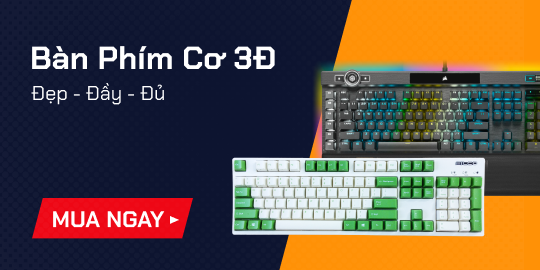 Bàn Phím Cơ 3Đ
Đẹp - Đầy - Đủ
MUA NGAY